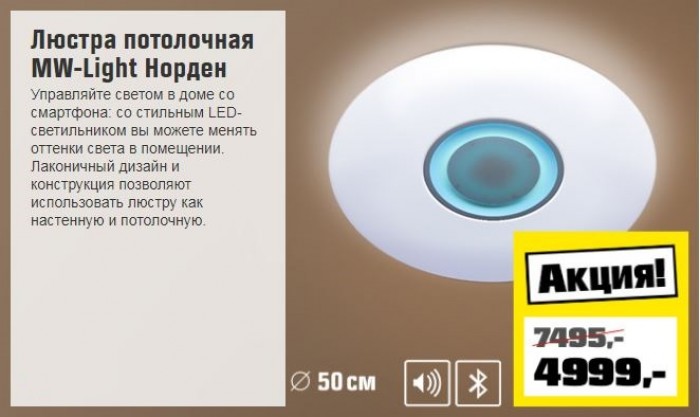 Люстра потолочная
MW-Light Норден
Управляйте светом в доме со
смартфона: со стильным LED-
светильником вы можете менять
оттенки света в помещении.
Лаконичный дизайн и
конструкция позволяют
использовать люстру как
настенную и потолочную.
Акция!
7495,-
4999,-
⌀ 50 см